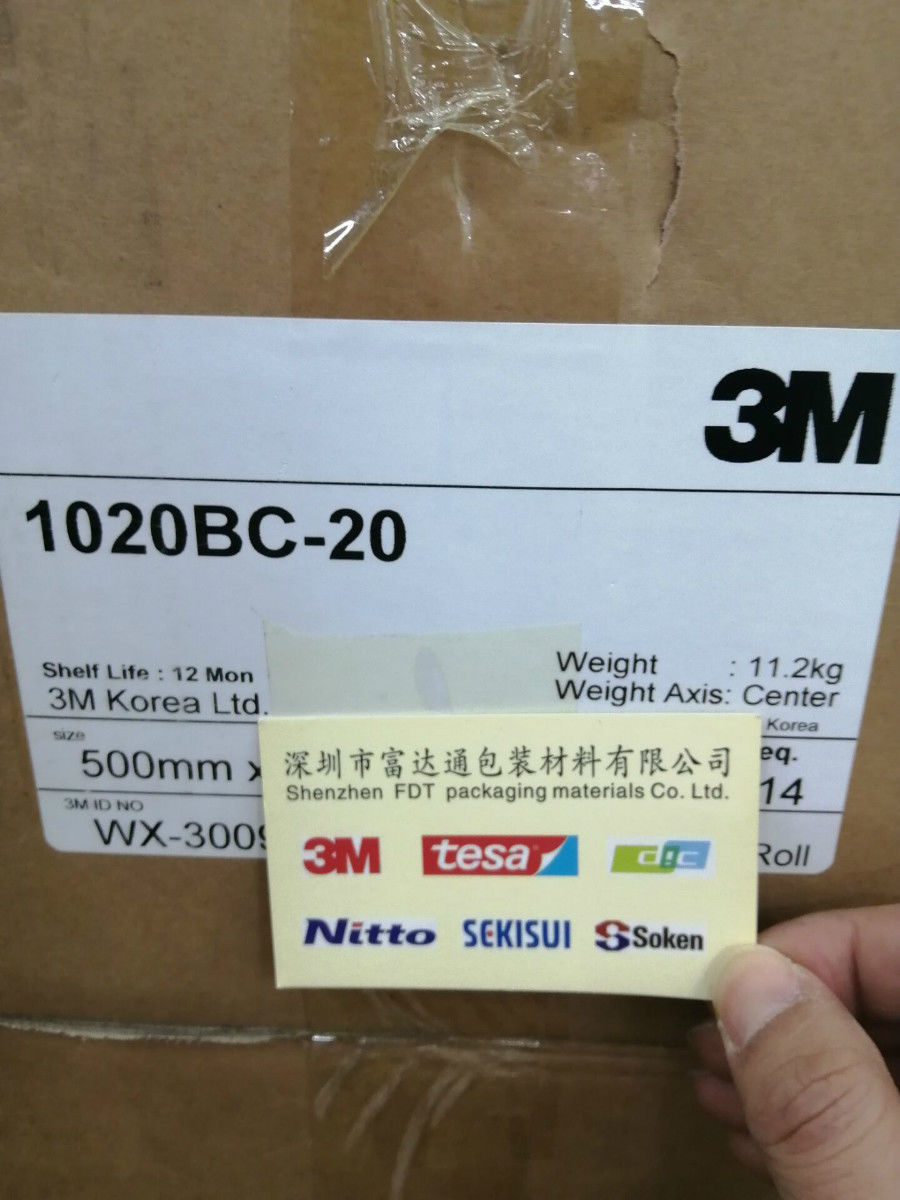 3M
1020BC-20
Shelf Life : 12 Mon
3M Korea Ltd.
Weight : 11.2kg
Weight Axis: Center
Korea
size
500mm x
eq.
14
3M ID NO
WX-3009
Roll
深圳市富达通包装材料有限公司
Shenzhen FDT packaging materials Co. Ltd.
3M tesa dgc
Nitto SEKISUI Soken